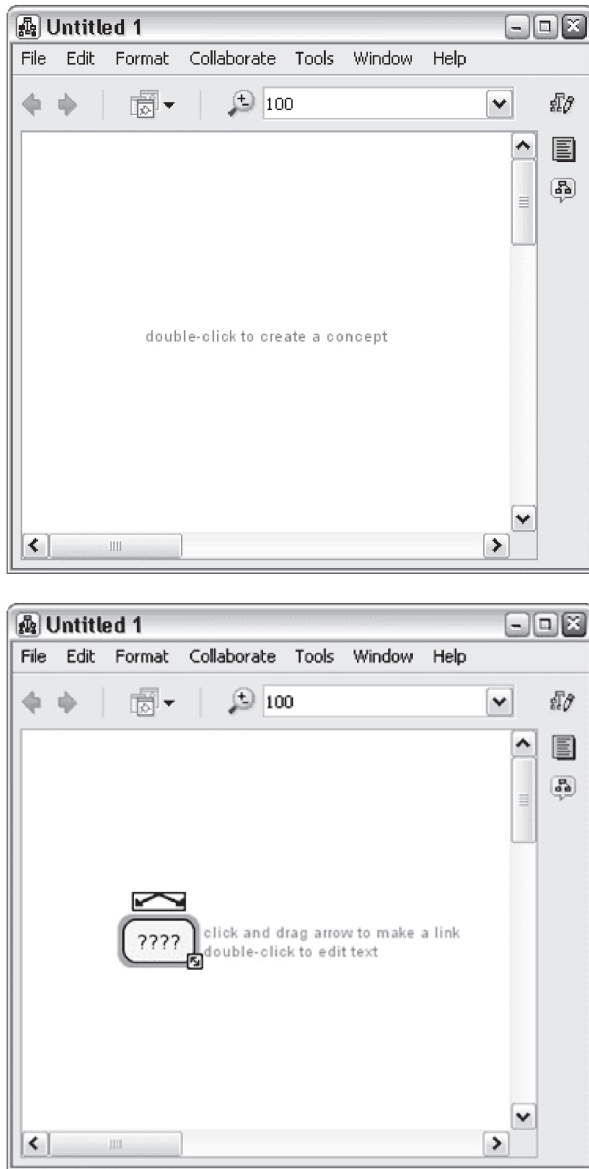 Untitled 1
File Edit Format Collaborate Tools Window Help
100
double-click to create a concept
Untitled 1
File Edit Format Collaborate Tools Window Help
100
????
click and drag arrow to make a link
double-click to edit text